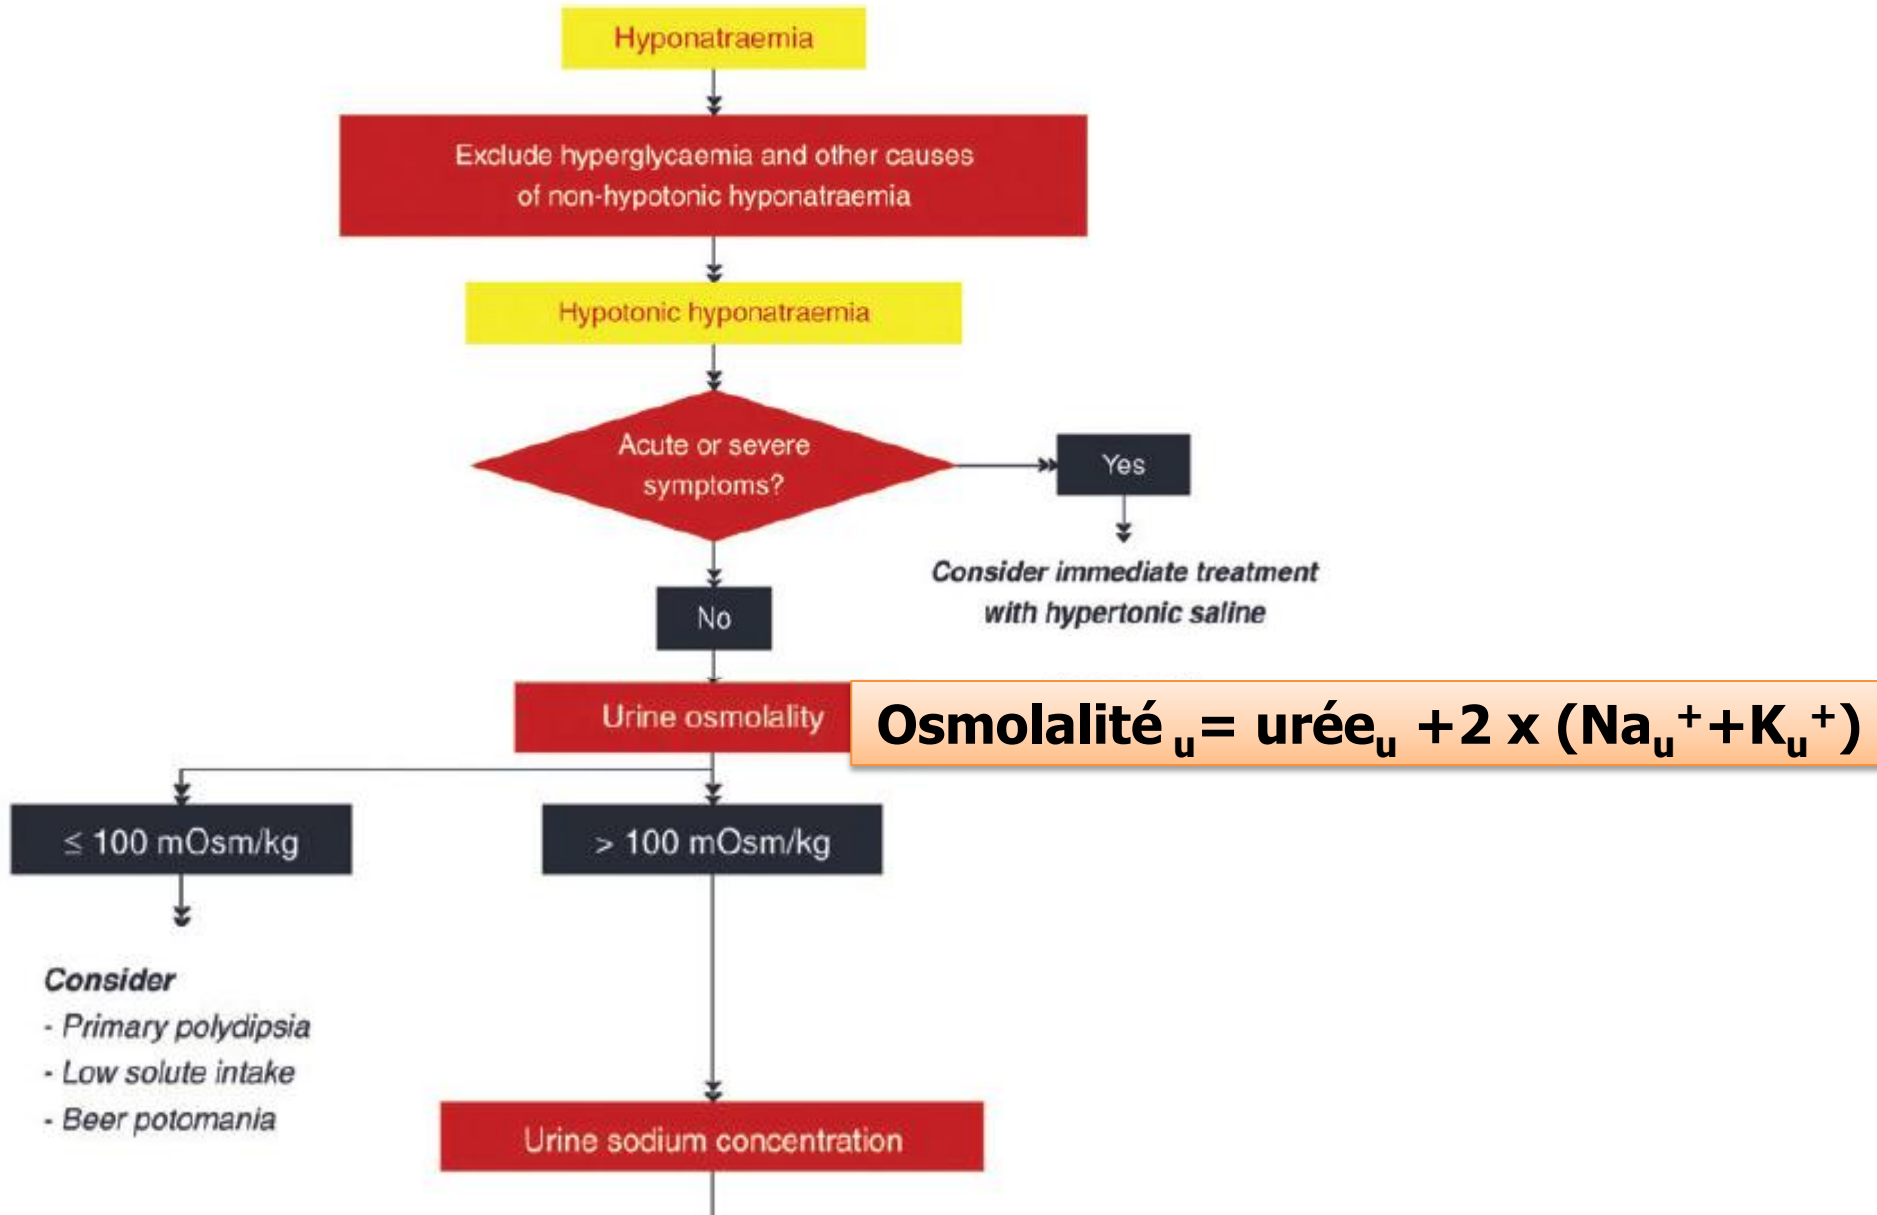 Hyponatraemia
Exclude hyperglycaemia and other causes
of non-hypotonic hyponatraemia
Hypotonic hyponatraemia
Acute or severe
symptoms?
Yes
Consider immediate treatment
with hypertonic saline
No
Urine osmolality
Osmolalité u= uréeu +2 x (Nau++Ku+)
≤ 100 mOsm/kg
> 100 mOsm/kg
Consider
- Primary polydipsia
- Low solute intake
- Beer potomania
Urine sodium concentration